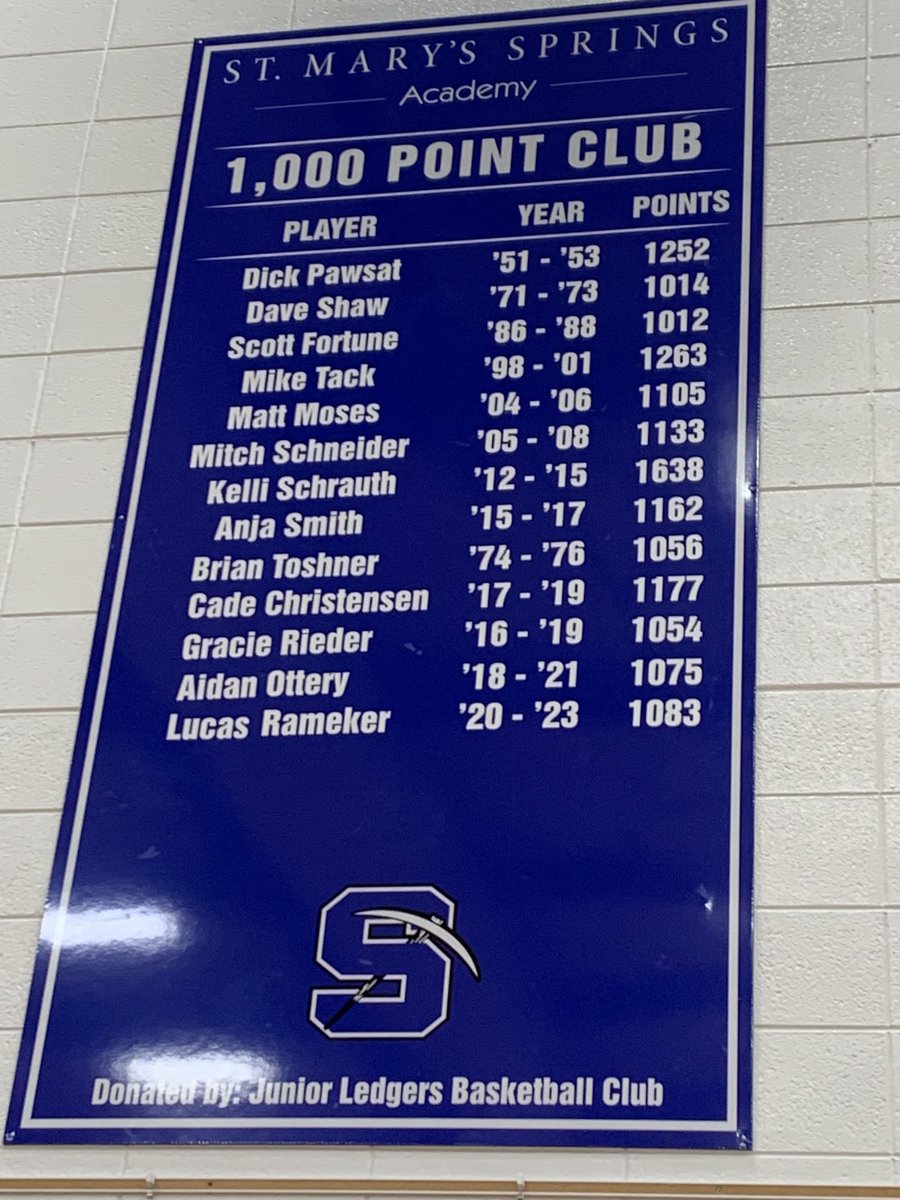 ST. MARY'S SPRINGS
Academy
1,000 POINT CLUB
PLAYER YEAR POINTS
Dick Pawsat '51 - '53 1252
Dave Shaw '71 - '73 1014
Scott Fortune '86 - '88 1012
Mike Tack '98 - '01 1263
Matt Moses '04 - '06 1105
Mitch Schneider '05 - '08 1133
Kelli Schrauth '12 - '15 1638
Anja Smith '15 - '17 1162
Brian Toshner '74 - '76 1056
Cade Christensen '17 - '19 1177
Gracie Rieder '16 - '19 1054
Aidan Ottery '18 - '21 1075
Lucas Rameker '20 - '23 1083
S
Donated by: Junior Ledgers Basketball Club